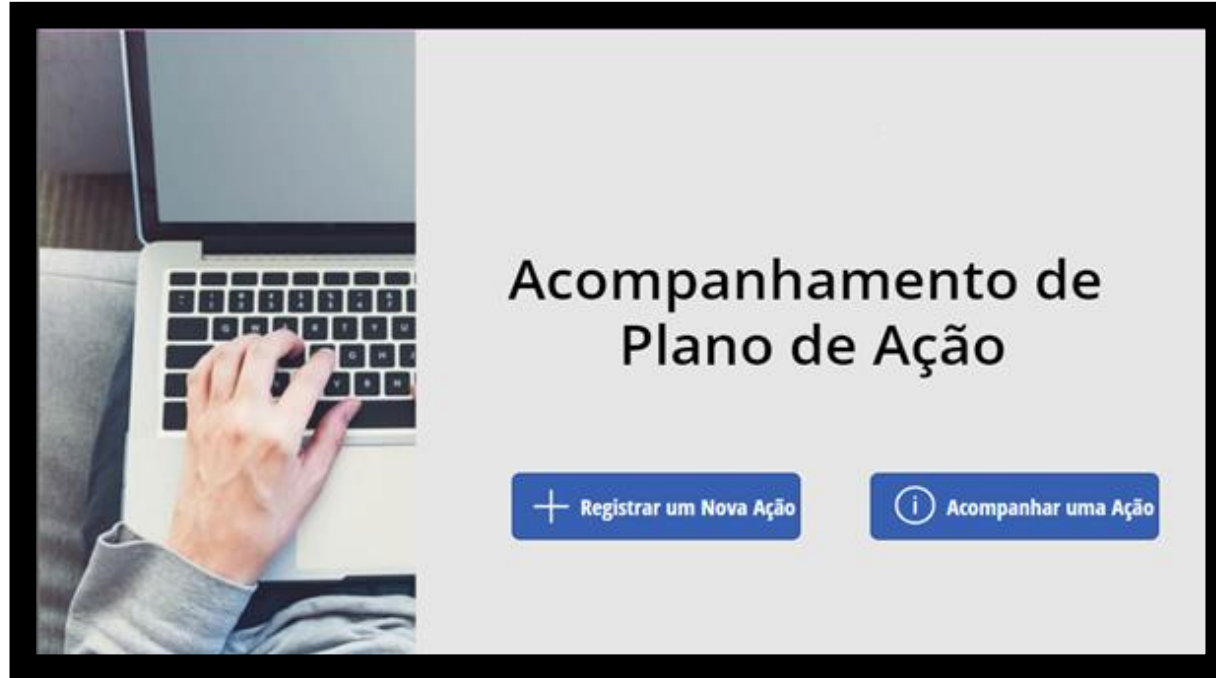 Acompanhamento de
Plano de Ação
Registrar um Nova Ação
Acompanhar uma Ação